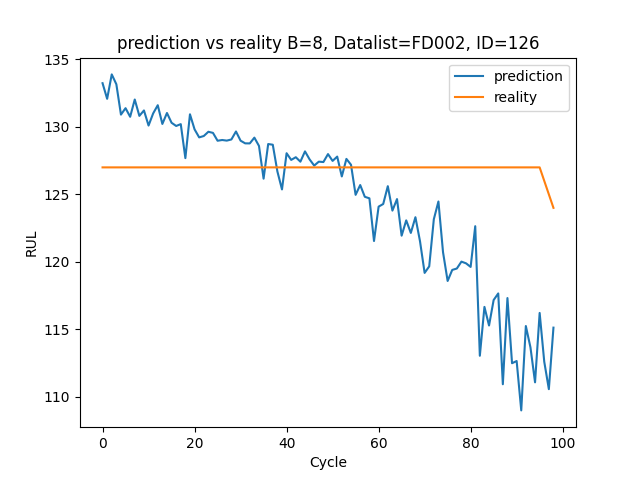 prediction vs reality B=8, Datalist=FD002, ID=126
prediction
reality
RUL
135
130
125
120
115
110
0 20 40 60 80 100
Cycle